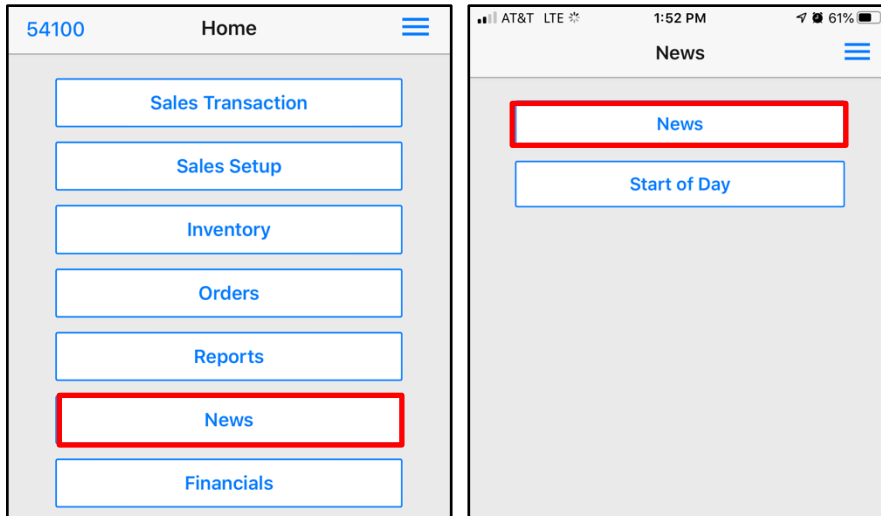 54100 Home
Sales Transaction
Sales Setup
Inventory
Orders
Reports
News
Financials
AT&T LTE 1:52 PM 61%
News
News
Start of Day